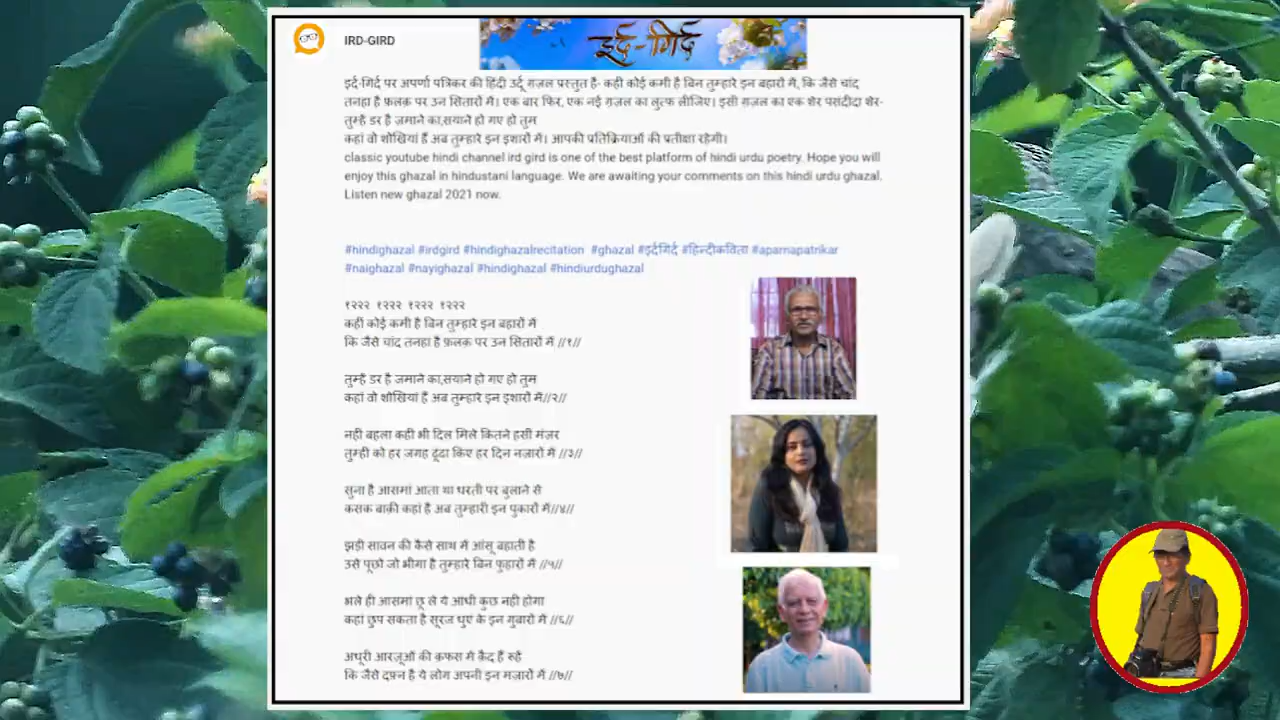 IRD-GIRD
इर्द-गिर्द
इर्द-गिर्द पर अपर्णा पत्रिकर की हिंदी उर्दू ग़ज़ल प्रस्तुत है- कहीं कोई कमी है बिन तुम्हारे इन बहारों में, कि जैसे चांद
तनहा है फ़लक़ पर उन सितारों में। एक बार फिर, एक नई ग़ज़ल का लुत्फ लीजिए। इसी ग़ज़ल का एक शेर पसंदीदा शेर-
तुम्हें डर है ज़माने का,सयाने हो गए हो तुम
कहां वो शोखियां हैं अब तुम्हारे इन इशारों में। आपकी प्रतिक्रियाओं की प्रतीक्षा रहेगी।
classic youtube hindi channel ird gird is one of the best platform of hindi urdu poetry. Hope you will
enjoy this ghazal in hindustani language. We are awaiting your comments on this hindi urdu ghazal.
Listen new ghazal 2021 now.
#hindighazal #irdgird #hindighazalrecitation #ghazal #इर्दगिर्द #हिन्दीकविता #aparnapatrikar
#naighazal #nayighazal #hindighazal #hindiurdughazal
१२२२ १२२२ १२२२ १२२२
कहीं कोई कमी है बिन तुम्हारे इन बहारों में
कि जैसे चांद तनहा है फ़लक़ पर उन सितारों में //१//
तुम्हें डर है जमाने का,सयाने हो गए हो तुम
कहां वो शोखियां हैं अब तुम्हारे इन इशारों में//२//
नहीं बहला कहीं भी दिल मिले कितने हसीं मंज़र
तुम्हीं को हर जगह ढूंढा किए हर दिन नज़ारों में //३//
सुना है आसमां आता था धरती पर बुलाने से
कसक बाक़ी कहां है अब तुम्हारी इन पुकारों में//४//
झड़ी सावन की कैसे साथ में आंसू बहाती है
उसे पूछो जो भीगा है तुम्हारे बिन फुहारों में //५//
भले ही आसमां छू ले ये आंधी कुछ नहीं होगा
कहां छुप सकता है सूरज धुएं के इन गुबारों में //६//
अधूरी आरज़ूओं की क़फस में क़ैद हैं रूहें
कि जैसे दफ़्न है ये लोग अपनी इन मज़ारों में //७//